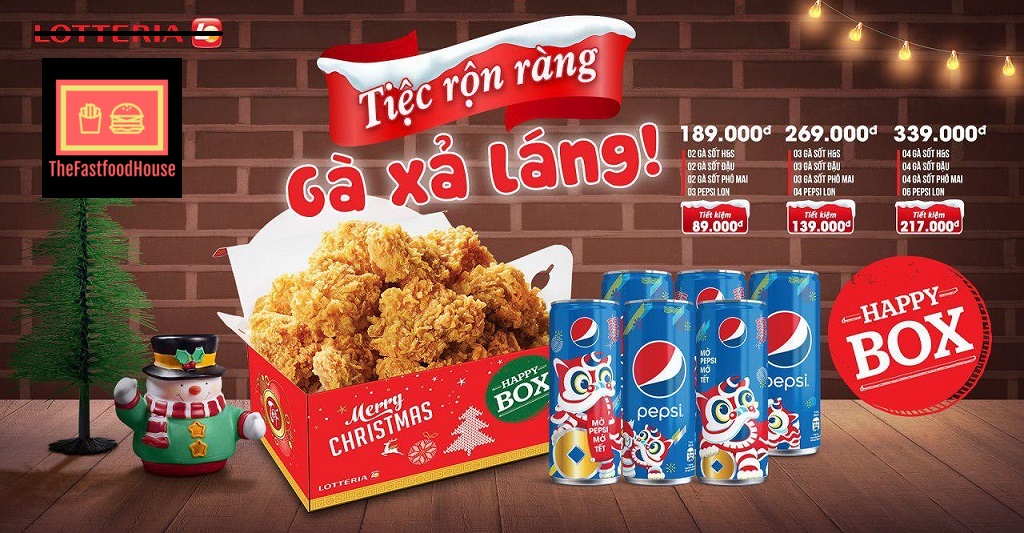 LOTTERIA
TheFastfoodHouse
Tiệc rộn ràng
Gà xả láng!
189.000đ
02 GÀ SỐT H&S
02 GÀ SỐT ĐẬU
02 GÀ SỐT PHÔ MAI
03 PEPSI LON
Tiết kiệm
89.000đ
269.000đ
03 GÀ SỐT H&S
03 GÀ SỐT ĐẬU
03 GÀ SỐT PHÔ MAI
04 PEPSI LON
Tiết kiệm
139.000đ
339.000đ
04 GÀ SỐT H&S
04 GÀ SỐT ĐẬU
04 GÀ SỐT PHÔ MAI
06 PEPSI LON
Tiết kiệm
217.000đ
HAPPY
BOX
Merry
CHRISTMAS
HAPPY
BOX
LOTTERIA
MỞ
PEPSI
MỞ
TẾT
pepsi
MỞ PEPSI
MỞ
TẾT
pepsi